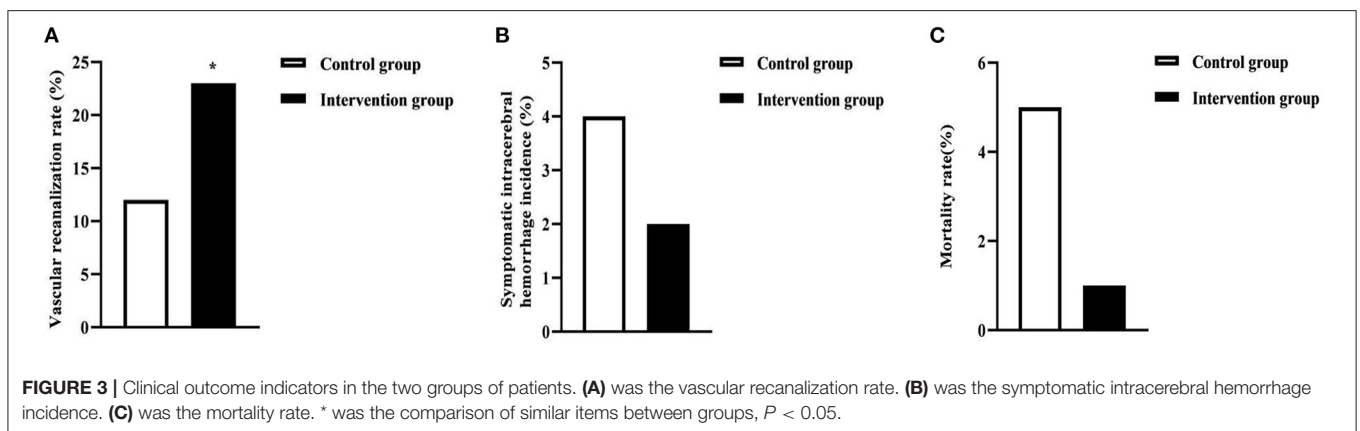 A
25
20
15
10
5
0
Vascular recanalization rate (%)
*
Control group
Intervention group
B
5
4
3
2
1
0
Symptomatic intracerebral
hemorrhage incidence (%)
Control group
Intervention group
C
6
4
2
0
Mortality rate(%)
Control group
Intervention group
FIGURE 3 | Clinical outcome indicators in the two groups of patients. (A) was the vascular recanalization rate. (B) was the symptomatic intracerebral hemorrhage
incidence. (C) was the mortality rate. * was the comparison of similar items between groups, P < 0.05.